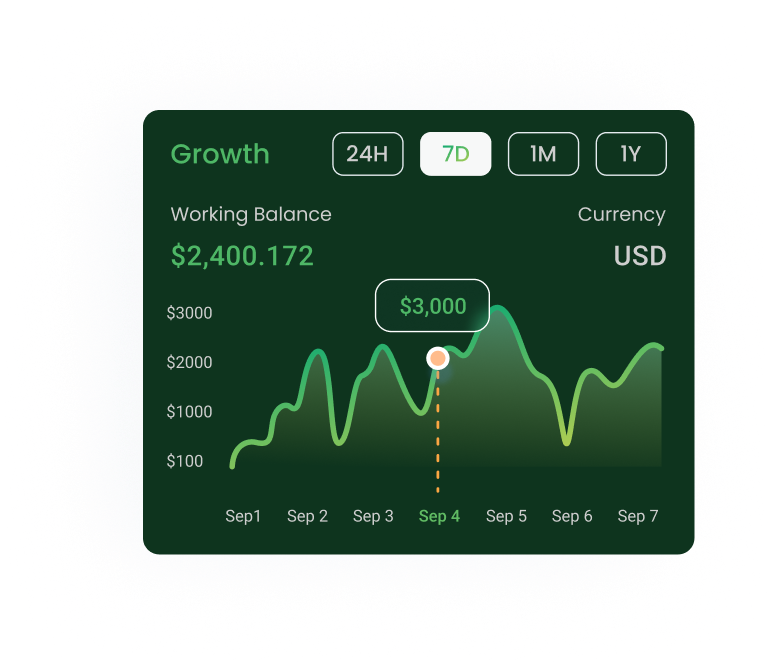 Growth 24H 7D 1M 1Y
Working Balance Currency
$2,400.172 USD
$3,000
$3000
$2000
$1000
$100
Sep1 Sep 2 Sep 3 Sep 4 Sep 5 Sep 6 Sep 7